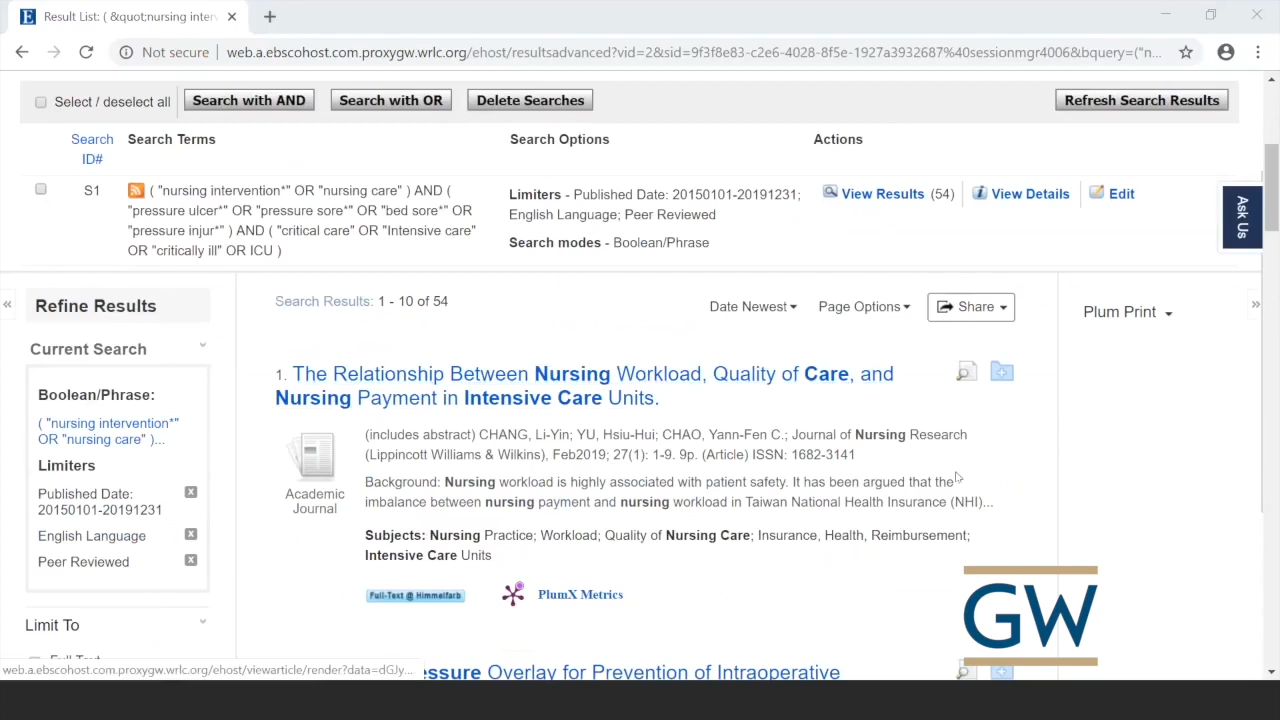 Result List: ( &quot;nursing interv
Not secure
web.a.ebscohost.com.proxygw.wrlc.org/ehost/resultsadvanced?vid=2&sid=9f3f8e83-c2e6-4028-8f5e-1927a3932687%40sessionmgr4006&bquery=("n...
Select / deselect all
Search with AND
Search with OR
Delete Searches
Refresh Search Results
Search ID#
Search Terms
Search Options
Actions
S1
( "nursing intervention*" OR "nursing care" ) AND (
"pressure ulcer*" OR "pressure sore*" OR "bed sore*" OR
"pressure injur*" ) AND ( "critical care" OR "Intensive care"
OR "critically ill" OR ICU )
Limiters - Published Date: 20150101-20191231;
English Language; Peer Reviewed
Search modes - Boolean/Phrase
View Results (54)
View Details
Edit
Ask Us
Refine Results
Current Search
Boolean/Phrase:
( "nursing intervention*"
OR "nursing care" )...
Limiters
Published Date:
20150101-20191231
English Language
Peer Reviewed
Limit To
Full Text
Search Results: 1 - 10 of 54
Date Newest
Page Options
Share
Plum Print
1. The Relationship Between Nursing Workload, Quality of Care, and
Nursing Payment in Intensive Care Units.
Academic
Journal
(includes abstract) CHANG, Li-Yin; YU, Hsiu-Hui; CHAO, Yann-Fen C.; Journal of Nursing Research
(Lippincott Williams & Wilkins), Feb2019; 27(1): 1-9. 9p. (Article) ISSN: 1682-3141
Background: Nursing workload is highly associated with patient safety. It has been argued that the
imbalance between nursing payment and nursing workload in Taiwan National Health Insurance (NHI)...
Subjects: Nursing Practice; Workload; Quality of Nursing Care; Insurance, Health, Reimbursement;
Intensive Care Units
Full-Text @ Himmelfarb
PlumX Metrics
GW
web.a.ebscohost.com.proxygw.wrlc.org/ehost/viewarticle/render?data=dGJy...
essure Overlay for Prevention of Intraoperative